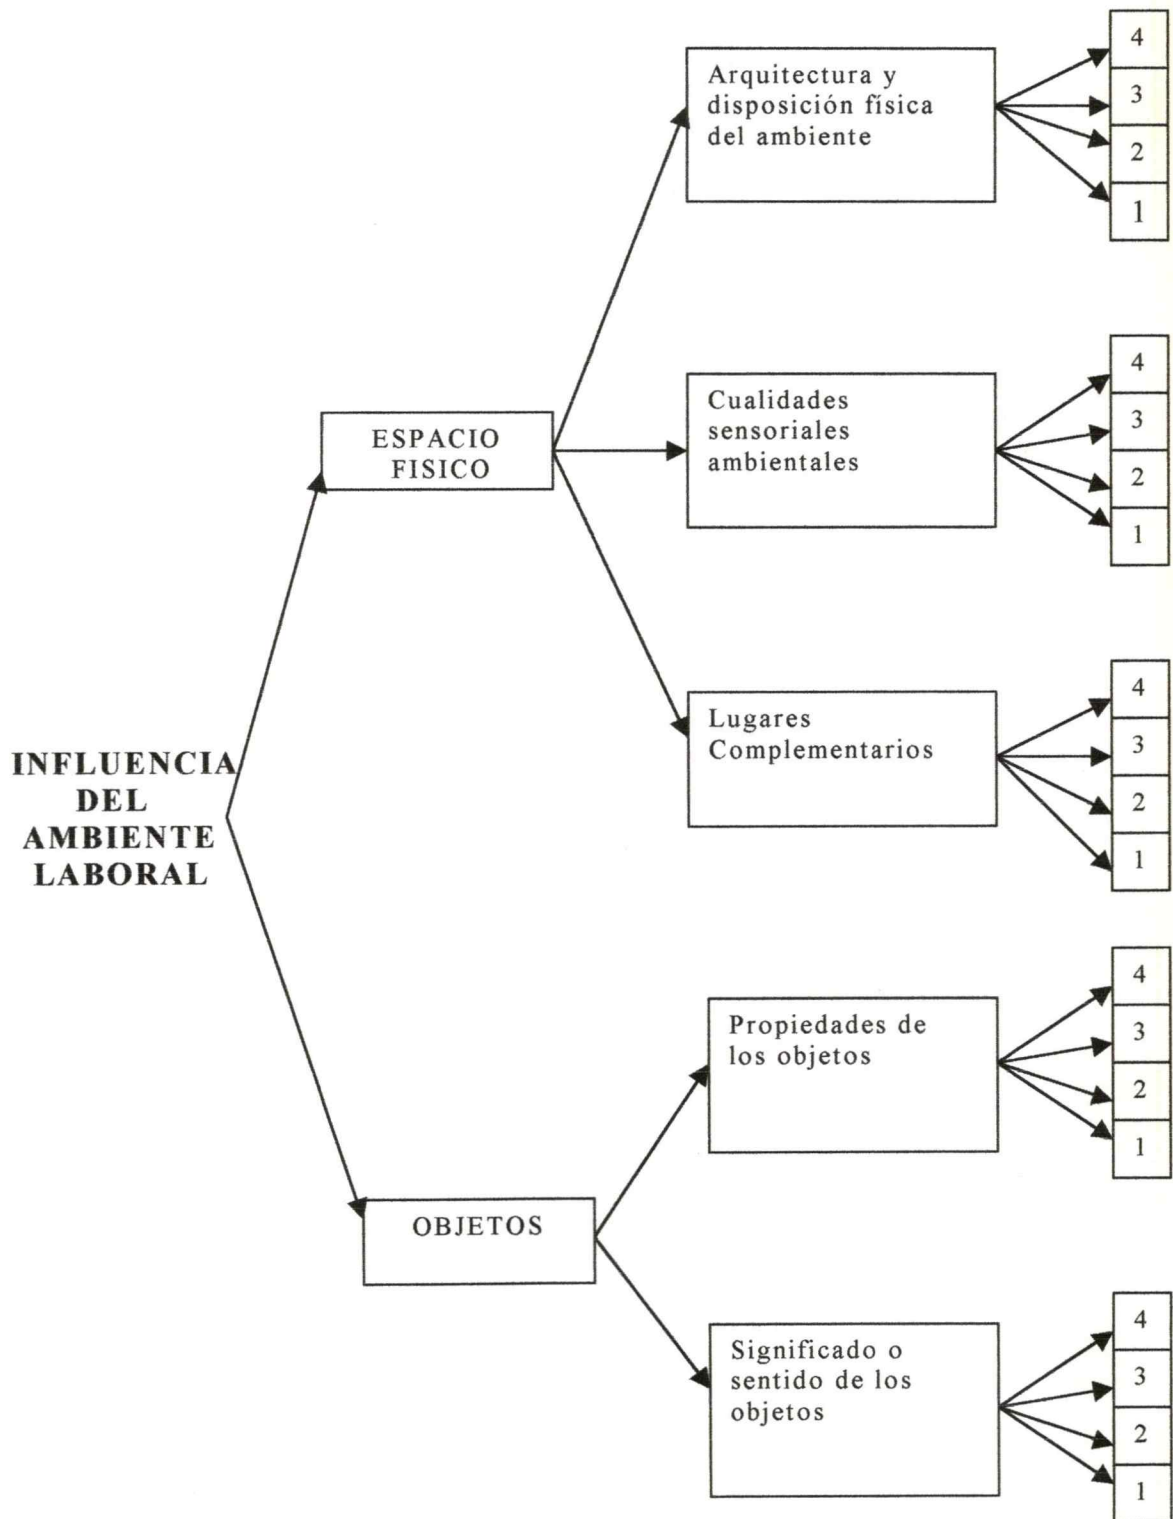 INFLUENCIA
DEL
AMBIENTE
LABORAL
ESPACIO
FISICO
Arquitectura y
disposición física
del ambiente
4
3
2
1
Cualidades
sensoriales
ambientales
4
3
2
1
Lugares
Complementarios
4
3
2
1
OBJETOS
Propiedades de
los objetos
4
3
2
1
Significado o
sentido de los
objetos
4
3
2
1